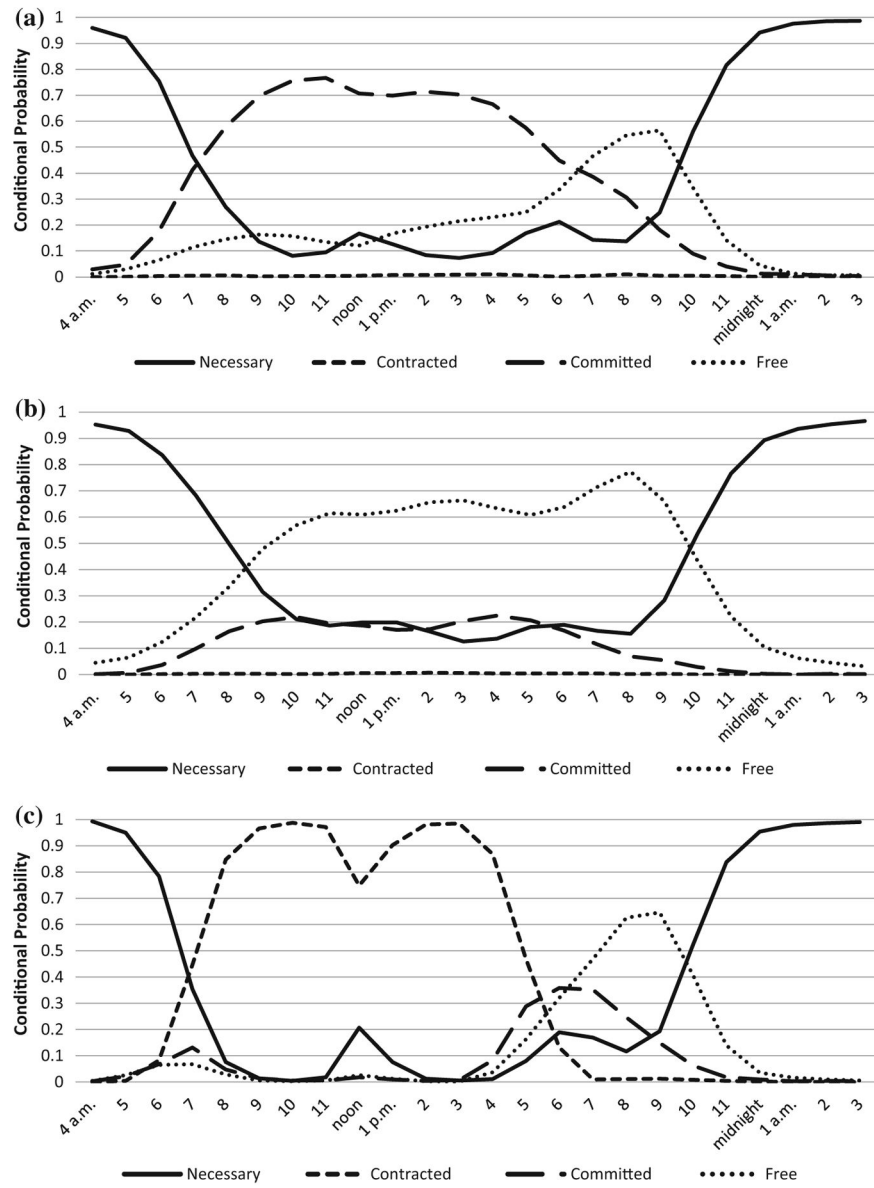 (a)
Conditional Probability
1
0.9
0.8
0.7
0.6
0.5
0.4
0.3
0.2
0.1
0
4 a.m. 5 6 7 8 9 10 11 noon 1 p.m. 2 3 4 5 6 7 8 9 10 11 midnight 1 a.m. 2 3
Necessary Contracted Committed Free
(b)
Conditional Probability
1
0.9
0.8
0.7
0.6
0.5
0.4
0.3
0.2
0.1
0
4 a.m. 5 6 7 8 9 10 11 noon 1 p.m. 2 3 4 5 6 7 8 9 10 11 midnight 1 a.m. 2 3
Necessary Contracted Committed Free
(c)
Conditional Probability
1
0.9
0.8
0.7
0.6
0.5
0.4
0.3
0.2
0.1
0
4 a.m. 5 6 7 8 9 10 11 noon 1 p.m. 2 3 4 5 6 7 8 9 10 11 midnight 1 a.m. 2 3
Necessary Contracted Committed Free